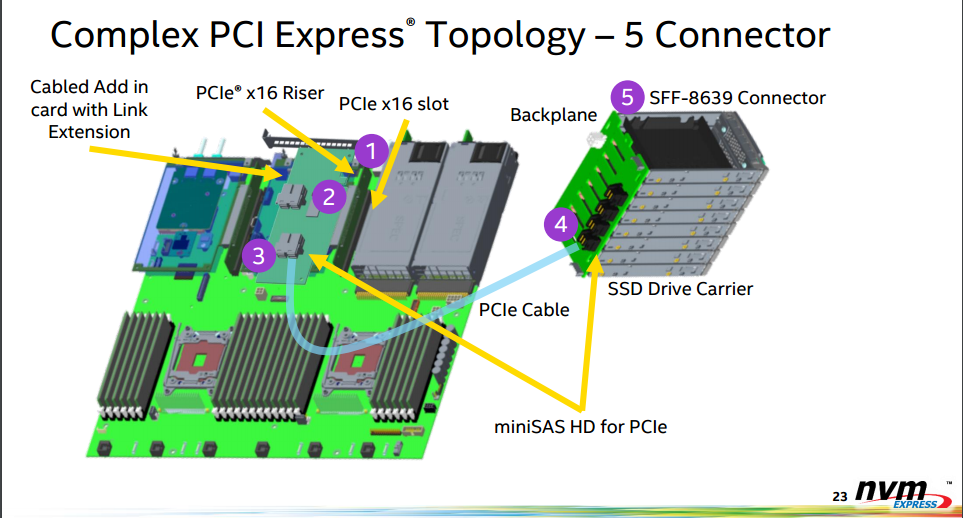 Complex PCI Express® Topology – 5 Connector
Cabled Add in
card with Link
Extension
PCIe® x16 Riser
PCIe x16 slot
Backplane
5
SFF-8639 Connector
1
2
3
4
SSD Drive Carrier
PCIe Cable
miniSAS HD for PCIe
23
nvm™
EXPRESS